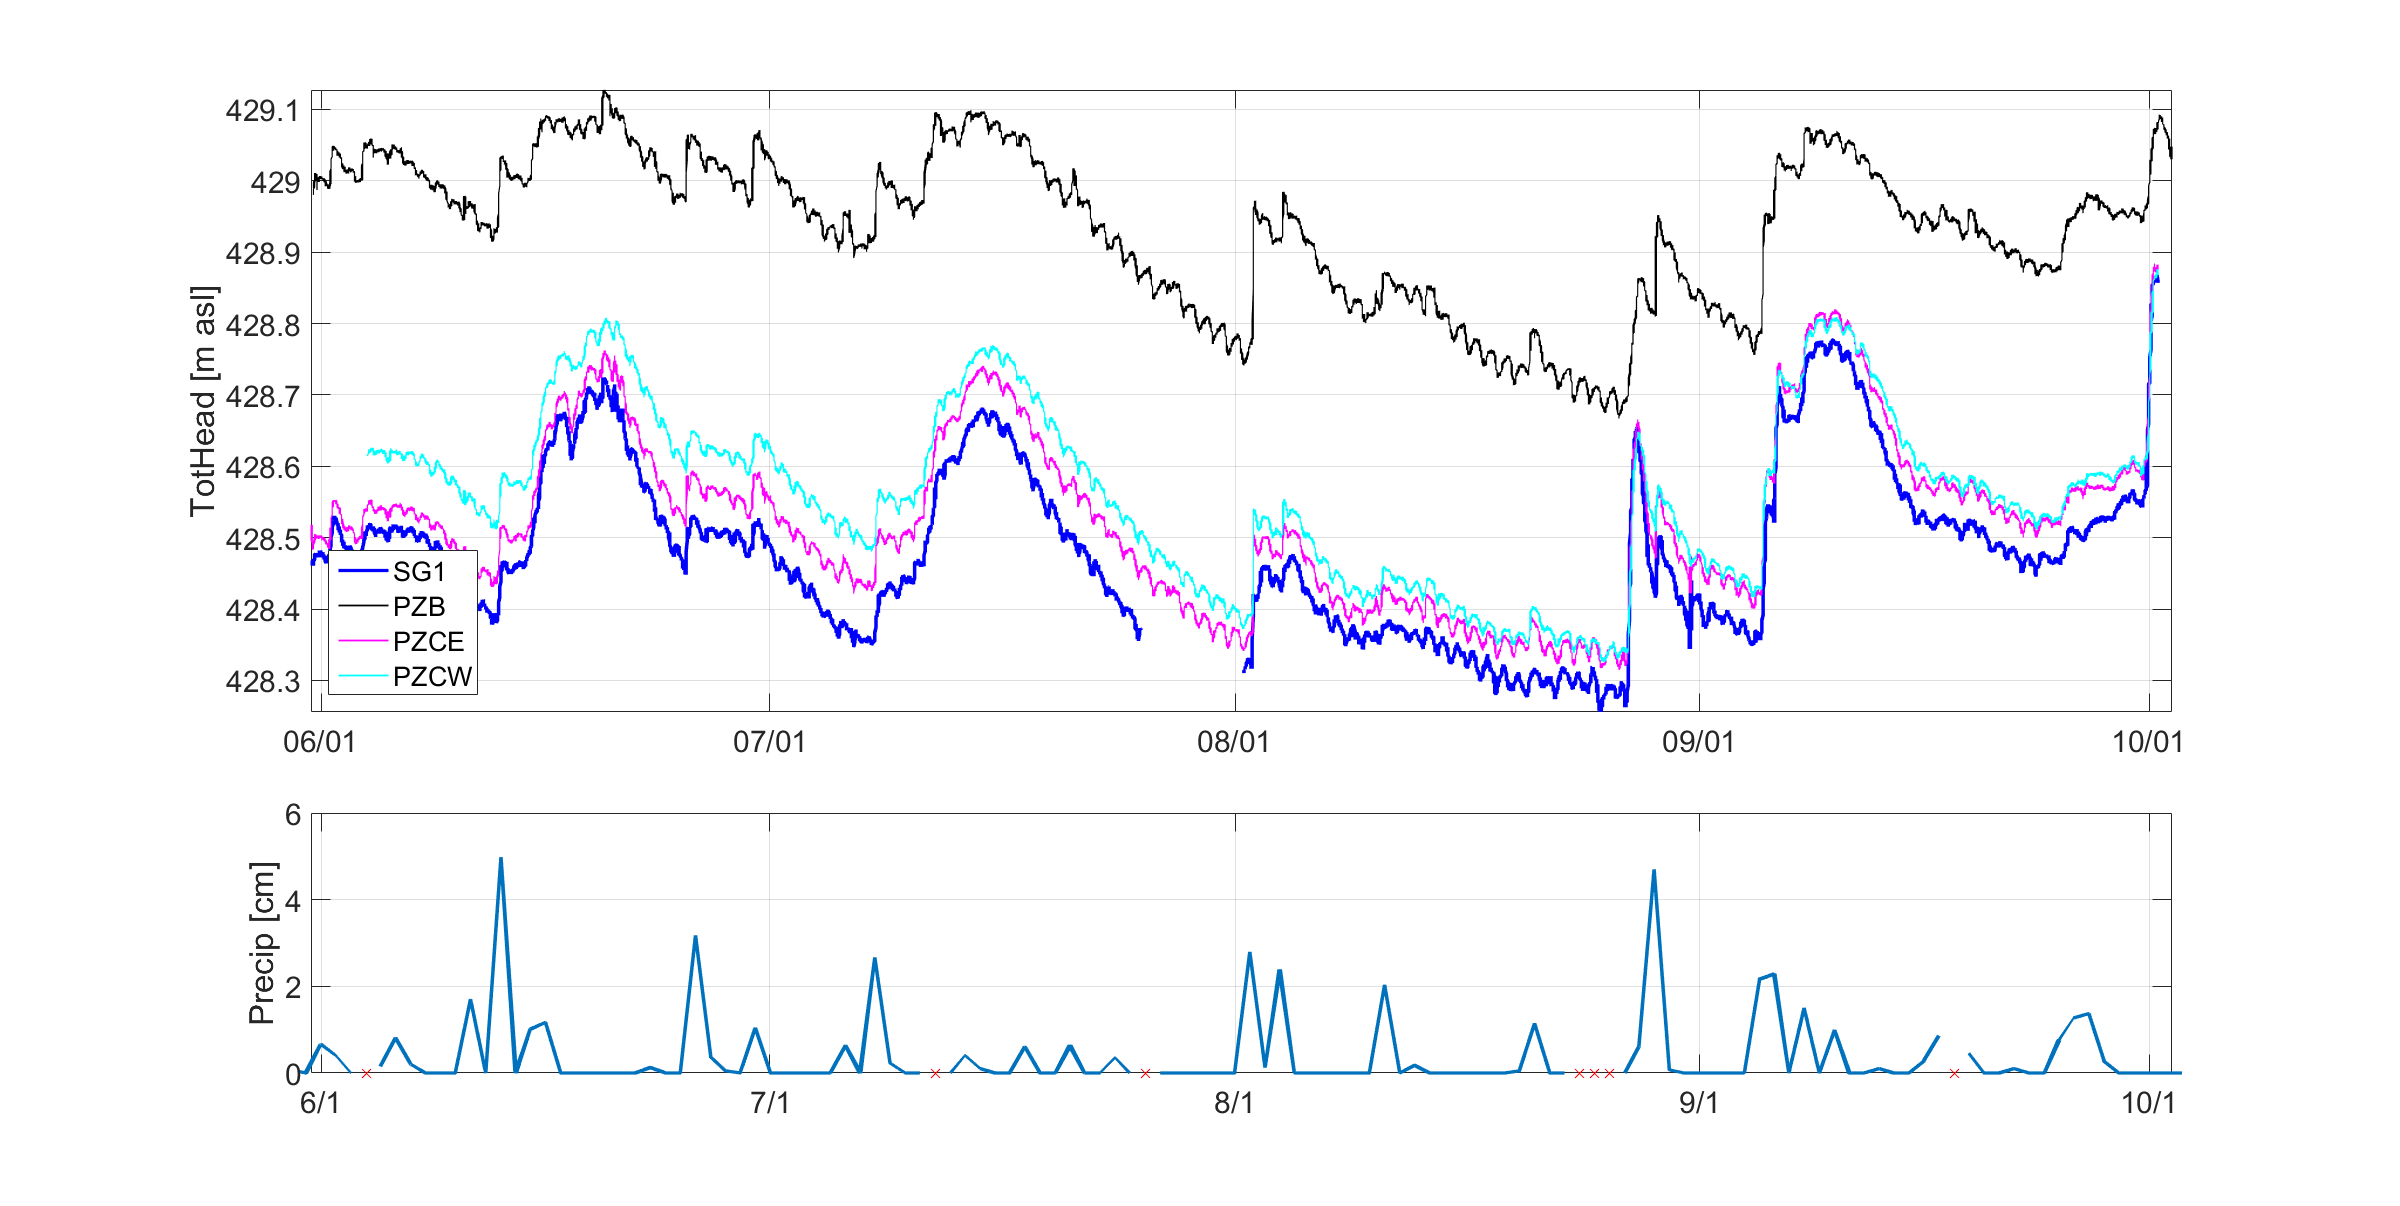 429.1
429
428.9
428.8
428.7
428.6
428.5
428.4
428.3
TotHead [m asl]
SG1
PZB
PZCE
PZCW
06/01 07/01 08/01 09/01 10/01
6
4
2
0
Precip [cm]
6/1 7/1 8/1 9/1 10/1